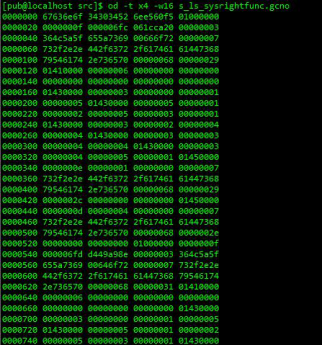 [pub@localhost src]$ od -t x4 -w16 s_ls_sysrightfunc.gcno
0000000 67636e6f 34303452 6ee560f5 01000000
0000020 0000000f 000006fc 061cca20 00000003
0000040 364c5a5f 655a7369 00666f72 00000007
0000060 732f2e2e 442f6372 2f617461 61447368
0000100 79546174 2e736570 00000068 00000029
0000120 01410000 00000006 00000000 00000000
0000140 00000000 00000000 00000000 00000000
0000160 01430000 00000003 00000000 00000001
0000200 00000005 01430000 00000005 00000001
0000220 00000002 00000005 00000003 00000001
0000240 01430000 00000003 00000002 00000004
0000260 00000004 01430000 00000003 00000003
0000300 00000004 00000004 01430000 00000003
0000320 00000004 00000005 00000001 01450000
0000340 0000000e 00000001 00000000 00000007
0000360 732f2e2e 442f6372 2f617461 61447368
0000400 79546174 2e736570 00000068 00000029
0000420 0000002c 00000000 00000000 01450000
0000440 0000000d 00000004 00000000 00000007
0000460 732f2e2e 442f6372 2f617461 61447368
0000500 79546174 2e736570 00000068 0000002e
0000520 00000000 00000000 01000000 0000000f
0000540 000006fd d449a98e 00000003 364c5a5f
0000560 655a7369 00646f72 00000007 732f2e2e
0000600 442f6372 2f617461 61447368 79546174
0000620 2e736570 00000068 00000031 01410000
0000640 00000006 00000000 00000000 00000000
0000660 00000000 00000000 00000000 01430000
0000700 00000003 00000000 00000001 00000005
0000720 01430000 00000005 00000001 00000002
0000740 00000005 00000003 00000001 01430000